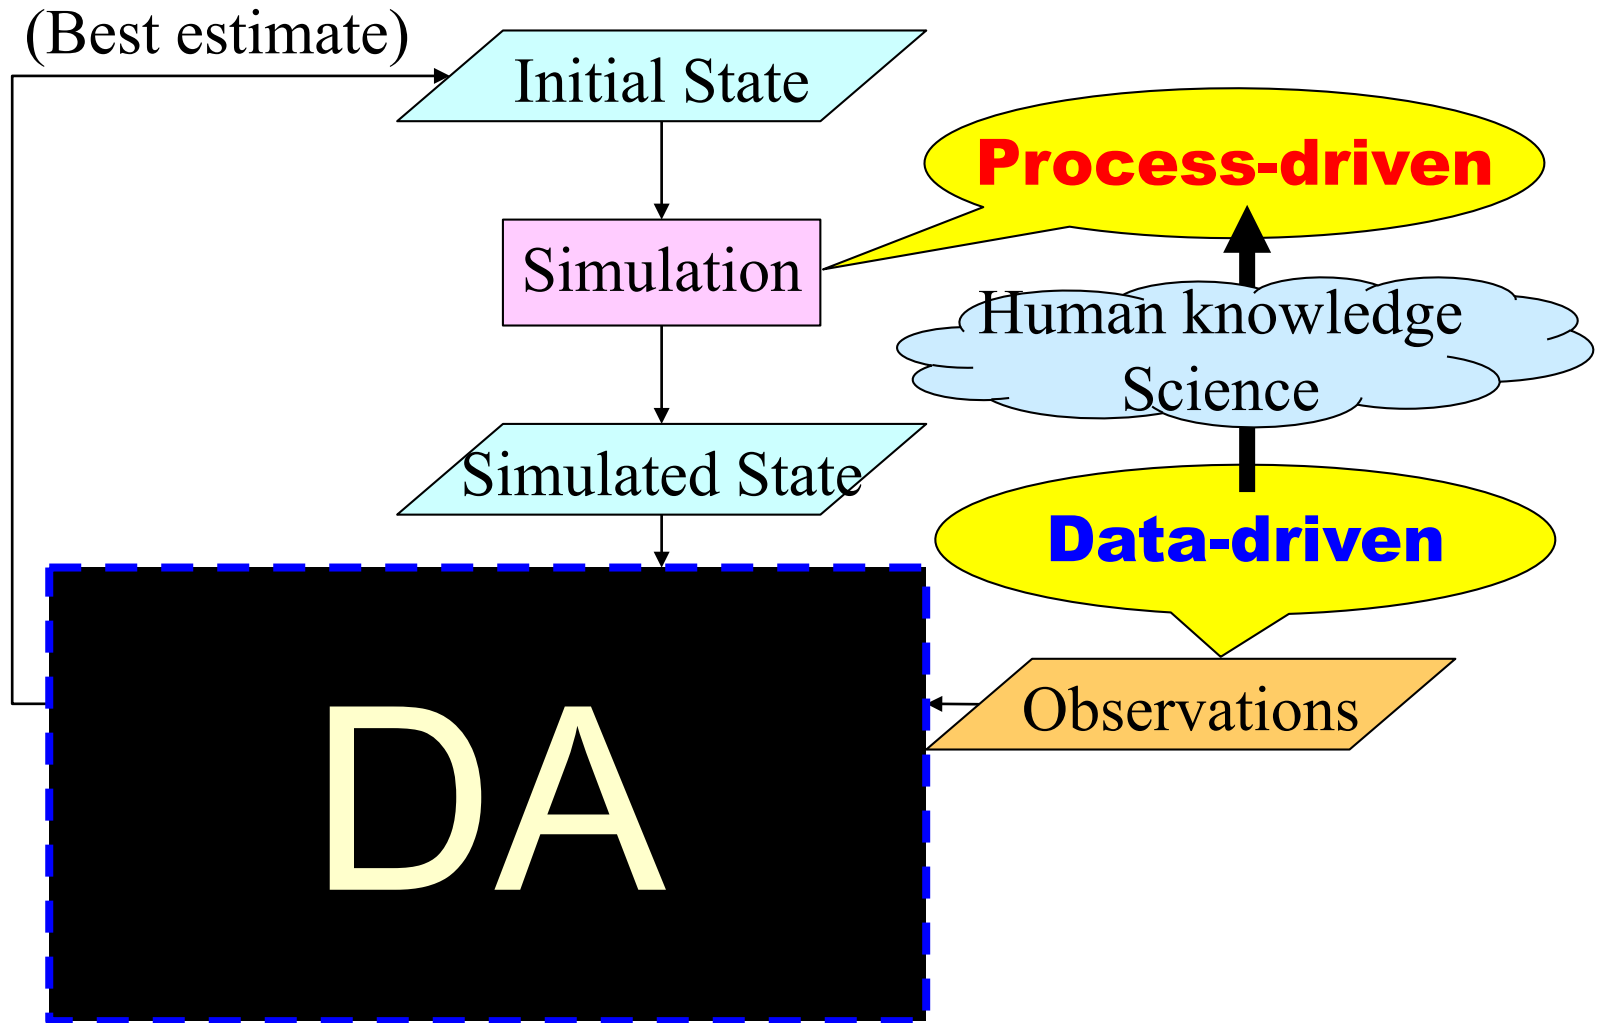 (Best estimate)
Initial State
Process-driven
Simulation
Human knowledge
Science
Simulated State
Data-driven
Observations
DA